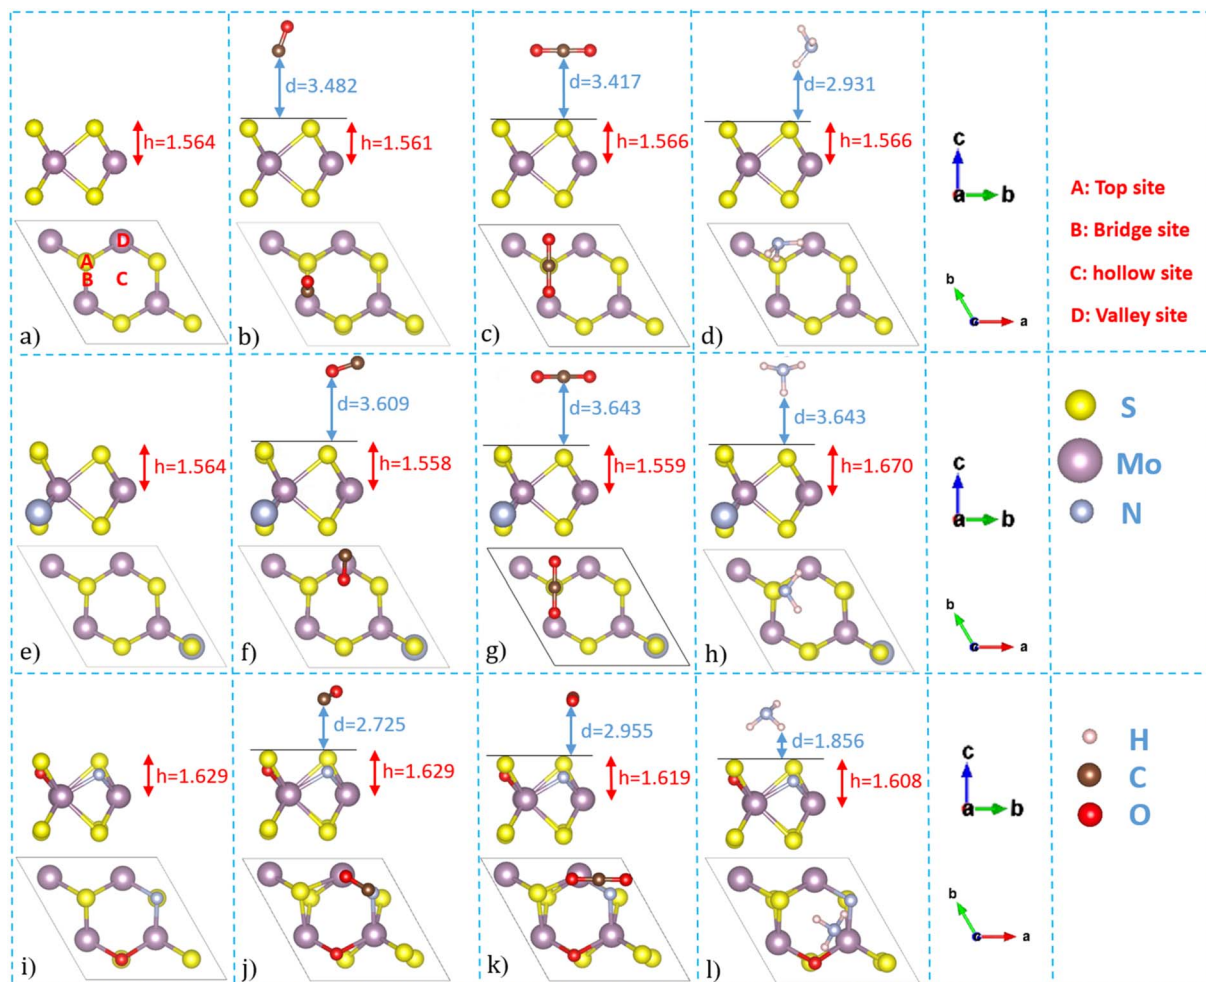 d=3.482
d=3.417
d=2.931
h=1.564
h=1.561
h=1.566
h=1.566
c
a
b
A: Top site
B: Bridge site
C: hollow site
D: Valley site
D
A
B
C
b
a
a)
b)
c)
d)
d=3.609
d=3.643
d=3.643
h=1.564
h=1.558
h=1.559
h=1.670
c
a
b
S
Mo
N
b
a
e)
f)
g)
h)
d=2.725
d=2.955
d=1.856
h=1.629
h=1.629
h=1.619
h=1.608
c
a
b
H
C
O
b
a
i)
j)
k)
l)